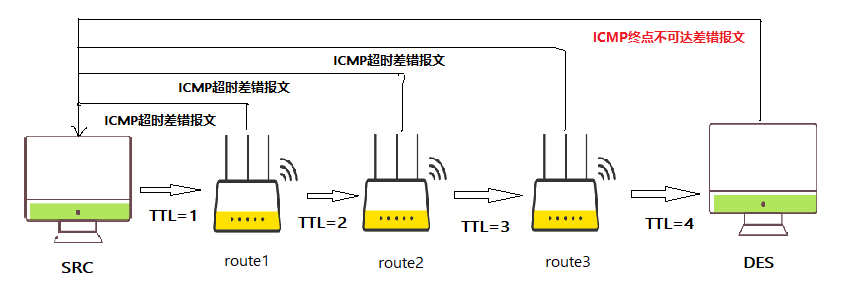 ICMP终点不可达差错报文
ICMP超时差错报文
ICMP超时差错报文
ICMP超时差错报文
TTL=1
TTL=2
TTL=3
TTL=4
SRC
route1
route2
route3
DES